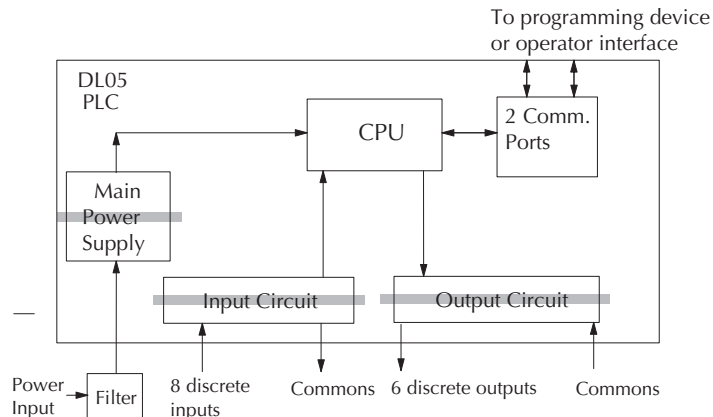 To programming device
or operator interface
DL05
PLC
CPU
2 Comm.
Ports
Main
Power
Supply
Input Circuit
Output Circuit
Power
Input
Filter
8 discrete
inputs
Commons
6 discrete outputs
Commons